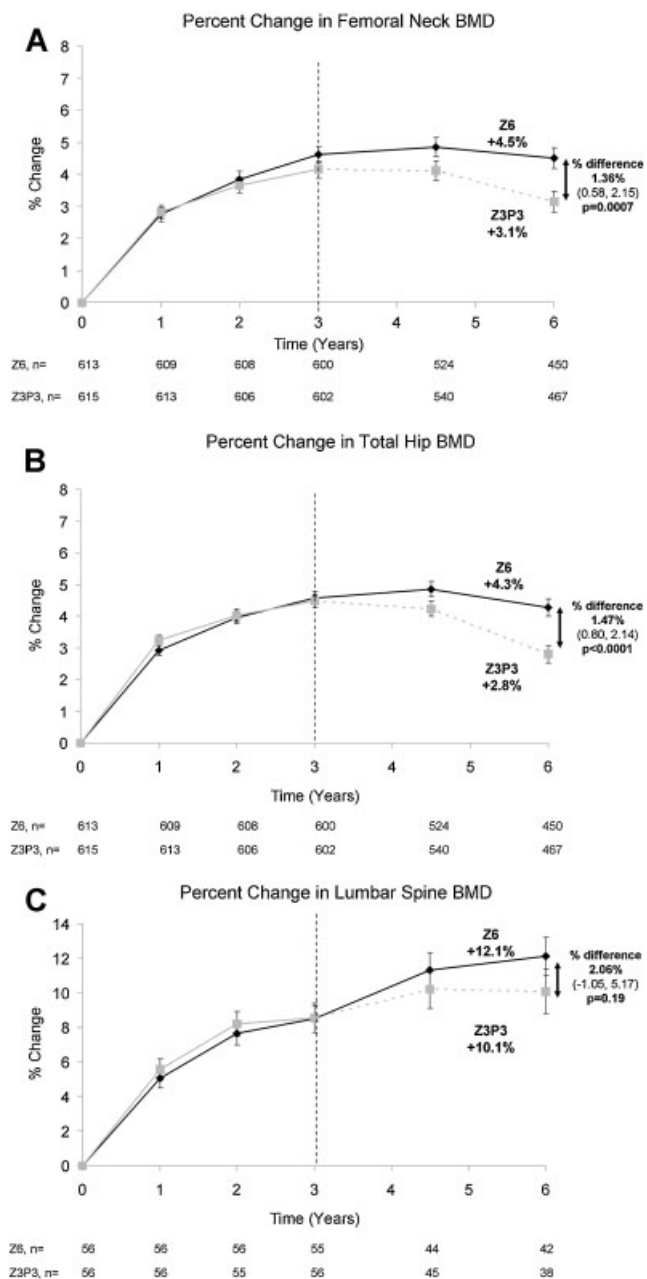 Percent Change in Femoral Neck BMD
A
8
7
6
5
4
3
2
1
0
% Change
Z6
+4.5%
% difference
1.36%
(0.58, 2.15)
p=0.0007
Z3P3
+3.1%
0 1 2 3 4 5 6
Time (Years)
Z6, n= 613 609 608 600 524 450
Z3P3, n= 615 613 606 602 540 467
Percent Change in Total Hip BMD
B
8
7
6
5
4
3
2
1
0
% Change
Z6
+4.3%
% difference
1.47%
(0.80, 2.14)
p<0.0001
Z3P3
+2.8%
0 1 2 3 4 5 6
Time (Years)
Z6, n= 613 609 608 600 524 450
Z3P3, n= 615 613 606 602 540 467
Percent Change in Lumbar Spine BMD
C
14
12
10
8
6
4
2
0
% Change
Z6
+12.1%
% difference
2.06%
(-1.05, 5.17)
p=0.19
Z3P3
+10.1%
0 1 2 3 4 5 6
Time (Years)
Z6, n= 56 56 56 55 44 42
Z3P3, n= 56 56 55 56 45 38